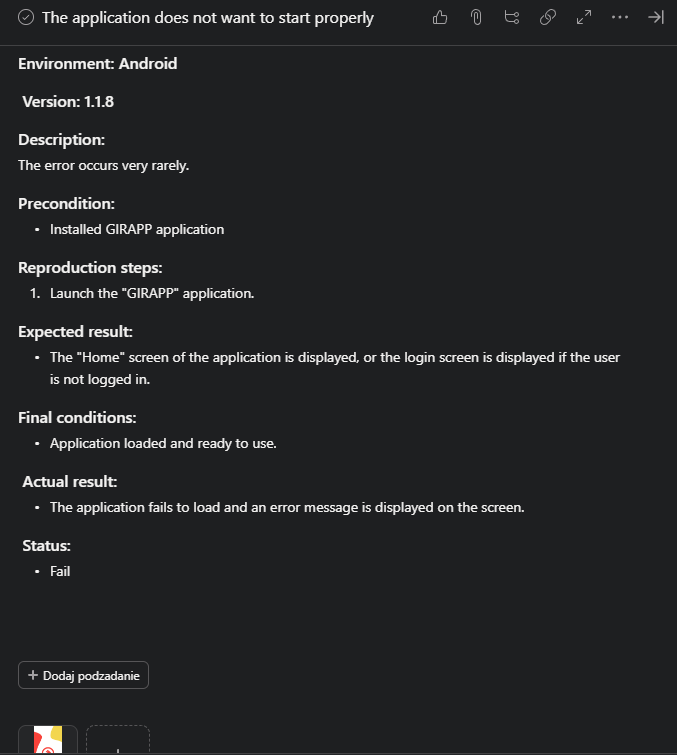 The application does not want to start properly
Environment: Android
Version: 1.1.8
Description:
The error occurs very rarely.
Precondition:
• Installed GIRAPP application
Reproduction steps:
1. Launch the "GIRAPP" application.
Expected result:
• The "Home" screen of the application is displayed, or the login screen is displayed if the user
is not logged in.
Final conditions:
• Application loaded and ready to use.
Actual result:
• The application fails to load and an error message is displayed on the screen.
Status:
• Fail
+ Dodaj podzadanie